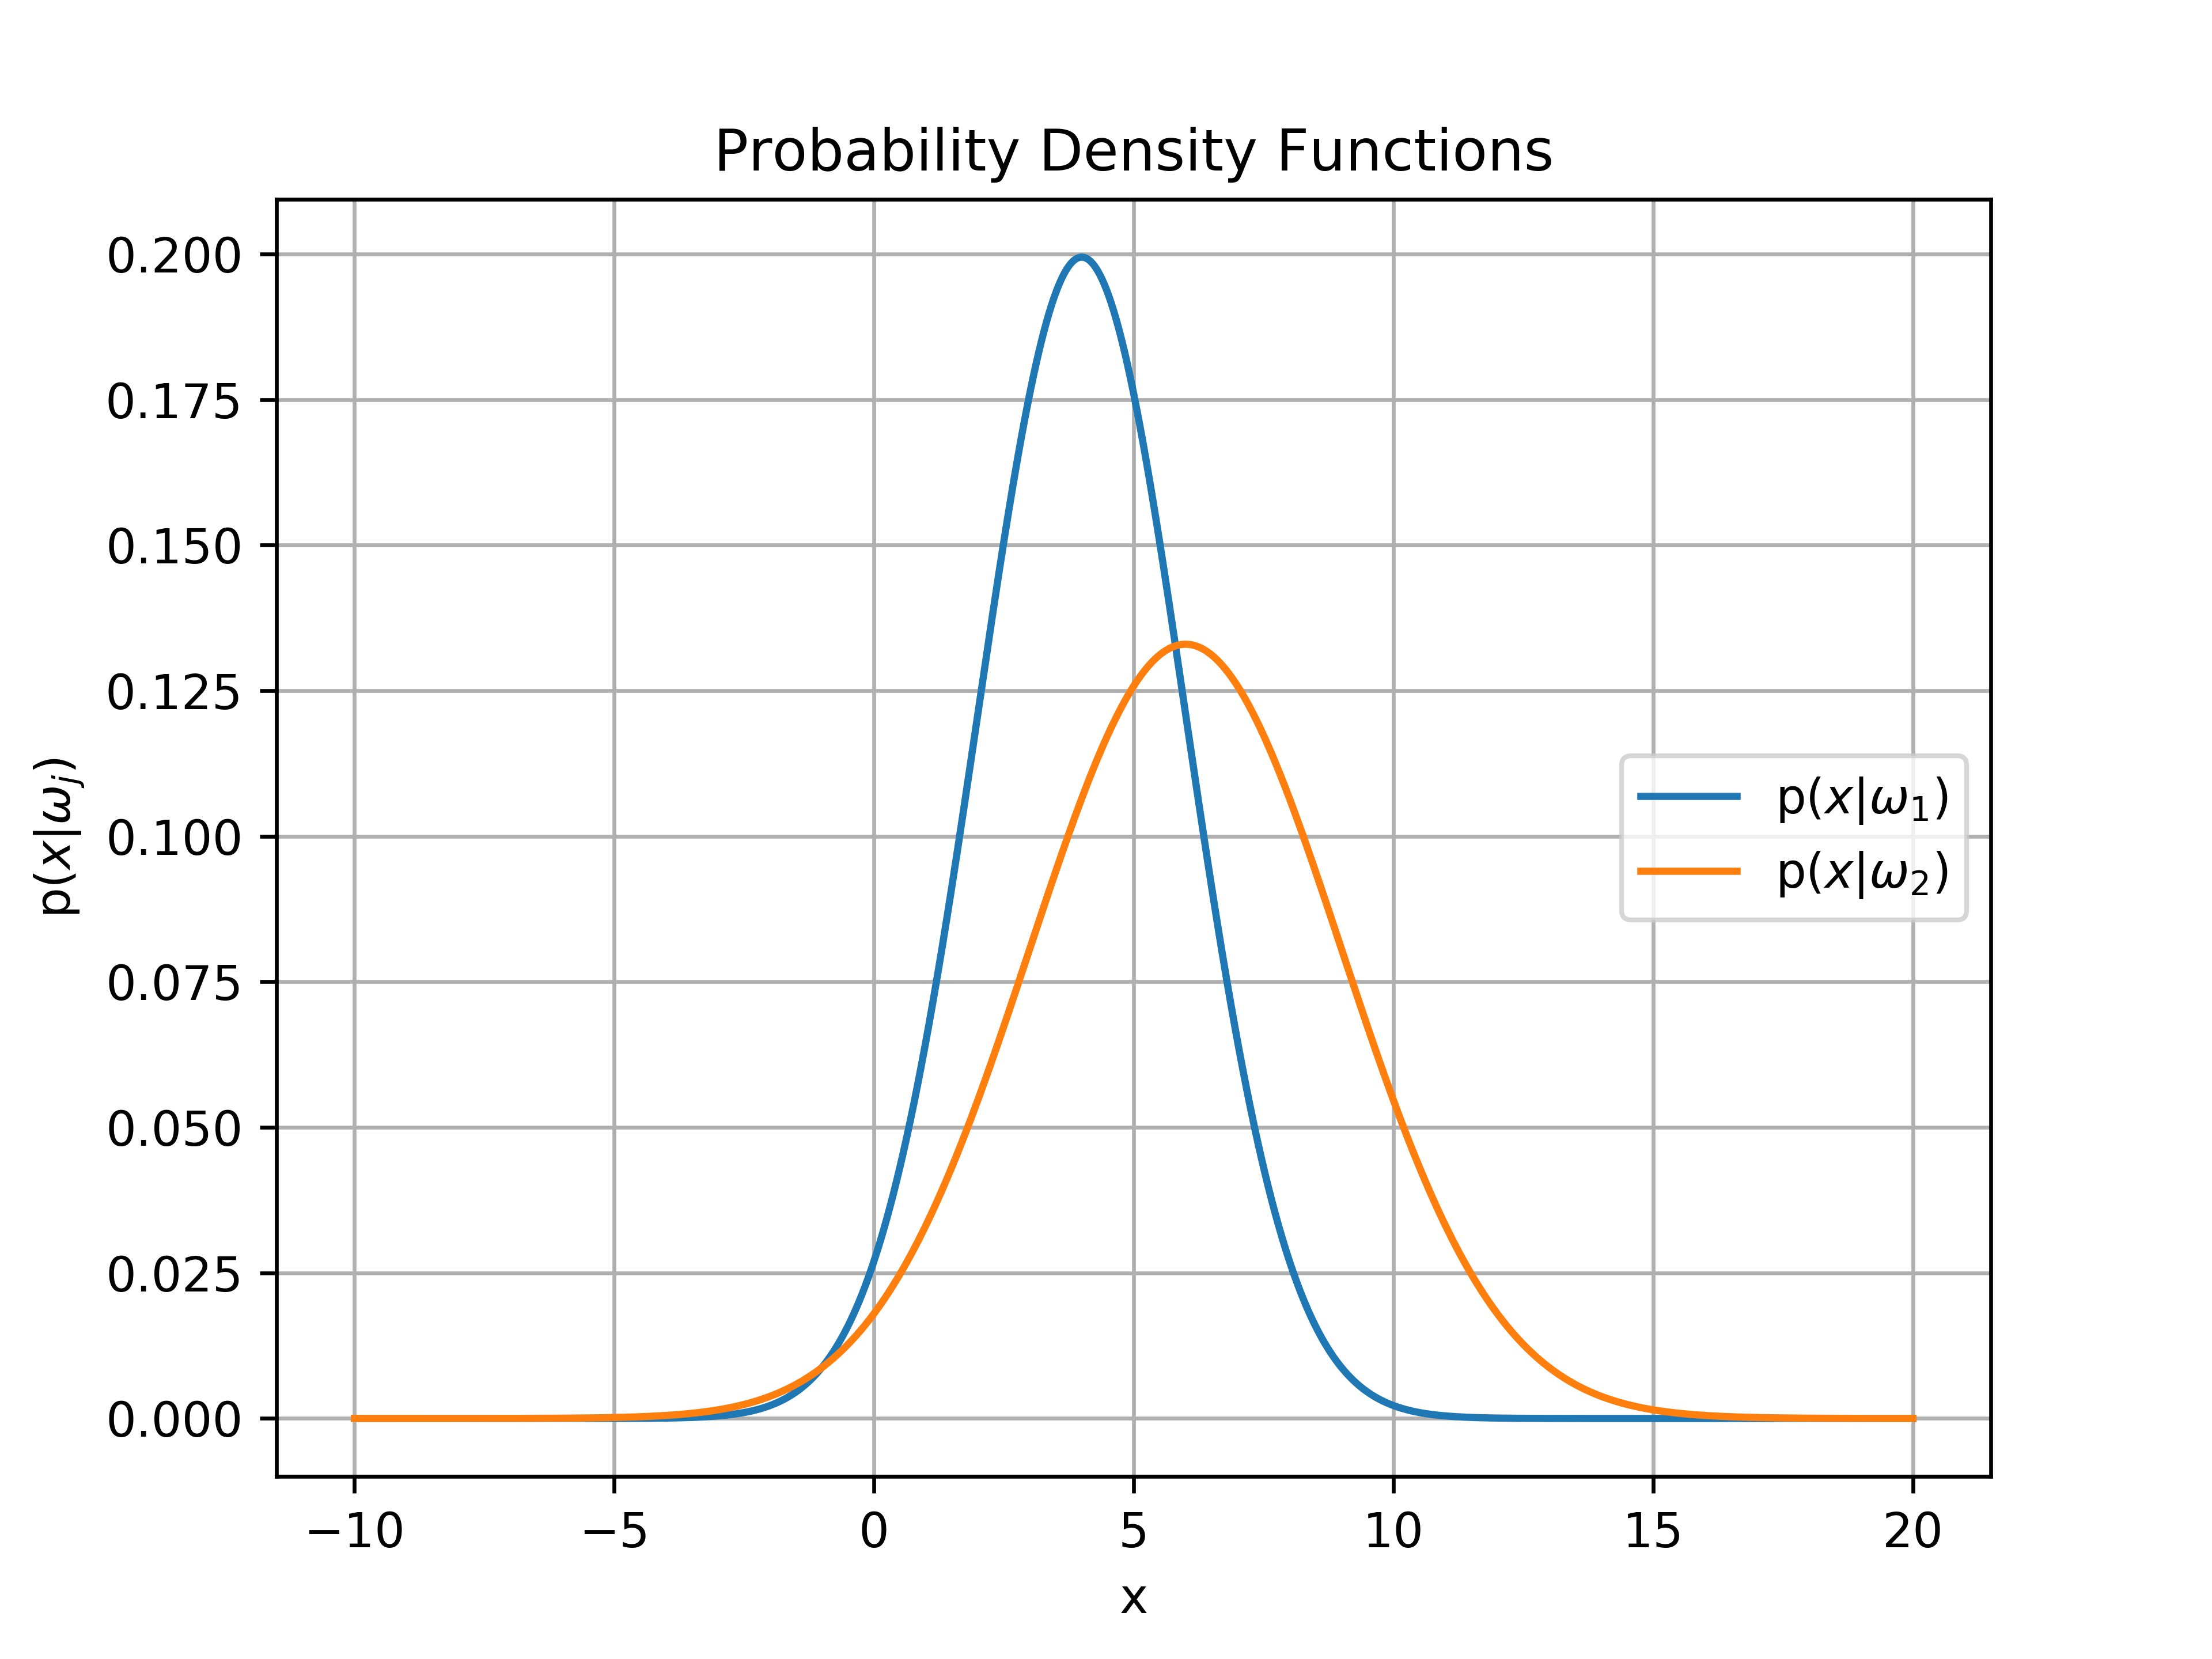 Probability Density Functions
0.200
0.175
0.150
0.125
0.100
0.075
0.050
0.025
0.000
p(x|ω_j)
p(x|ω₁)
p(x|ω₂)
−10 −5 0 5 10 15 20
x